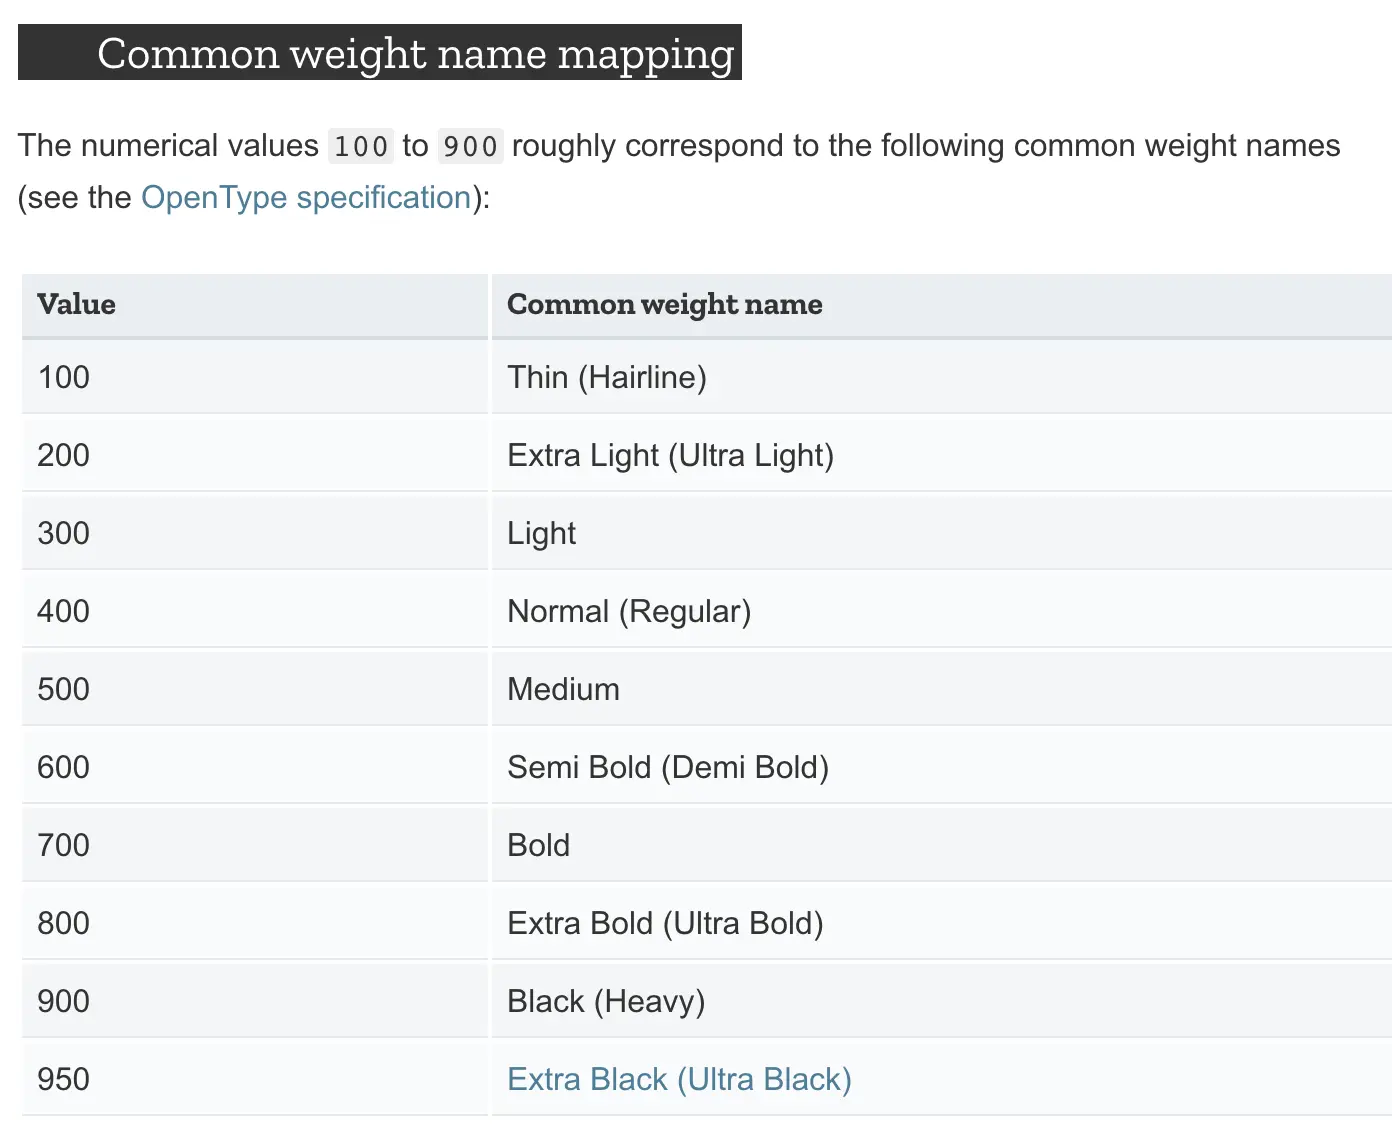 Common weight name mapping
The numerical values 100 to 900 roughly correspond to the following common weight names
(see the OpenType specification):
Value Common weight name
100 Thin (Hairline)
200 Extra Light (Ultra Light)
300 Light
400 Normal (Regular)
500 Medium
600 Semi Bold (Demi Bold)
700 Bold
800 Extra Bold (Ultra Bold)
900 Black (Heavy)
950 Extra Black (Ultra Black)